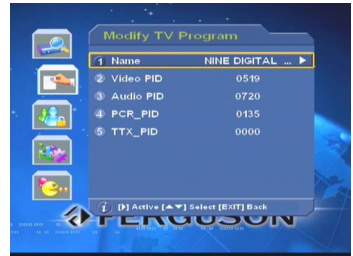 Modify TV Program
1 Name NINE DIGITAL ...
2 Video PID 0519
3 Audio PID 0720
4 PCR_PID 0135
5 TTX_PID 0000
i [▶] Active [▲▼] Select [EXIT] Back
FERGUSON